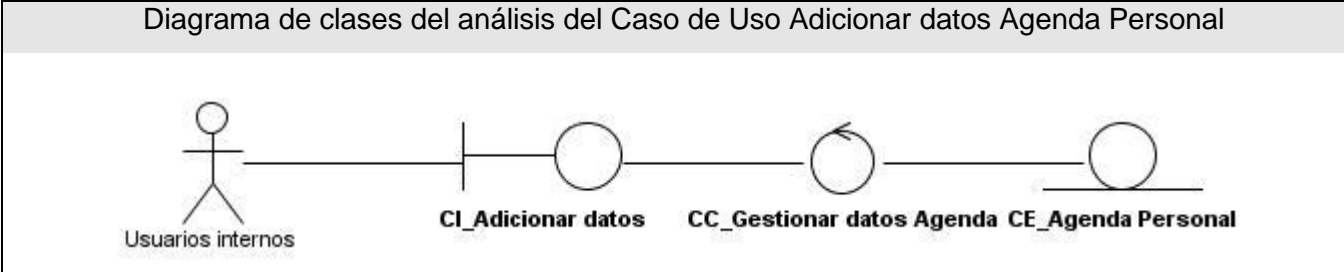 Diagrama de clases del análisis del Caso de Uso Adicionar datos Agenda Personal
CI_Adicionar datos
CC_Gestionar datos Agenda
CE_Agenda Personal
Usuarios internos